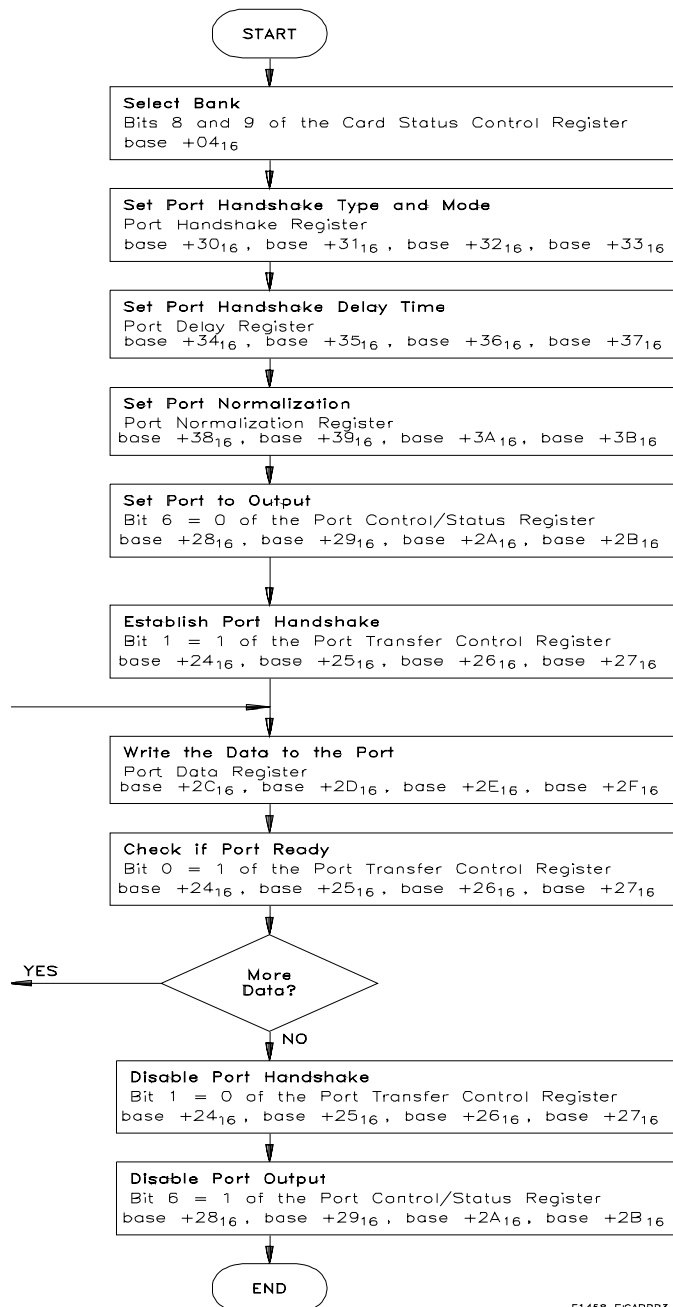 START
Select Bank
Bits 8 and 9 of the Card Status Control Register
base +04₁₆
Set Port Handshake Type and Mode
Port Handshake Register
base +30₁₆, base +31₁₆, base +32₁₆, base +33₁₆
Set Port Handshake Delay Time
Port Delay Register
base +34₁₆, base +35₁₆, base +36₁₆, base +37₁₆
Set Port Normalization
Port Normalization Register
base +38₁₆, base +39₁₆, base +3A₁₆, base +3B₁₆
Set Port to Output
Bit 6 = 0 of the Port Control/Status Register
base +28₁₆, base +29₁₆, base +2A₁₆, base +2B₁₆
Establish Port Handshake
Bit 1 = 1 of the Port Transfer Control Register
base +24₁₆, base +25₁₆, base +26₁₆, base +27₁₆
Write the Data to the Port
Port Data Register
base +2C₁₆, base +2D₁₆, base +2E₁₆, base +2F₁₆
Check if Port Ready
Bit 0 = 1 of the Port Transfer Control Register
base +24₁₆, base +25₁₆, base +26₁₆, base +27₁₆
YES
More
Data?
NO
Disable Port Handshake
Bit 1 = 0 of the Port Transfer Control Register
base +24₁₆, base +25₁₆, base +26₁₆, base +27₁₆
Disable Port Output
Bit 6 = 1 of the Port Control/Status Register
base +28₁₆, base +29₁₆, base +2A₁₆, base +2B₁₆
END